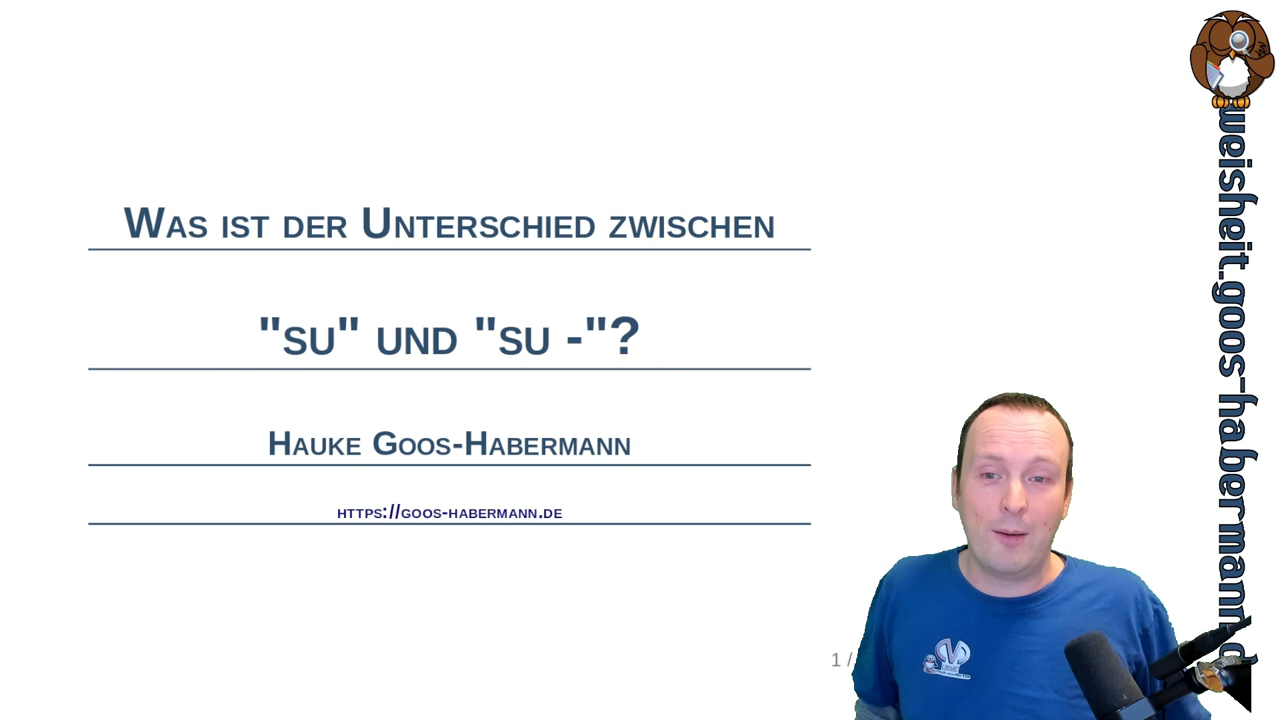 Was ist der Unterschied zwischen
"su" und "su -"?
Hauke Goos-Habermann
https://goos-habermann.de
1 /
weisheit.goos-habermann.d